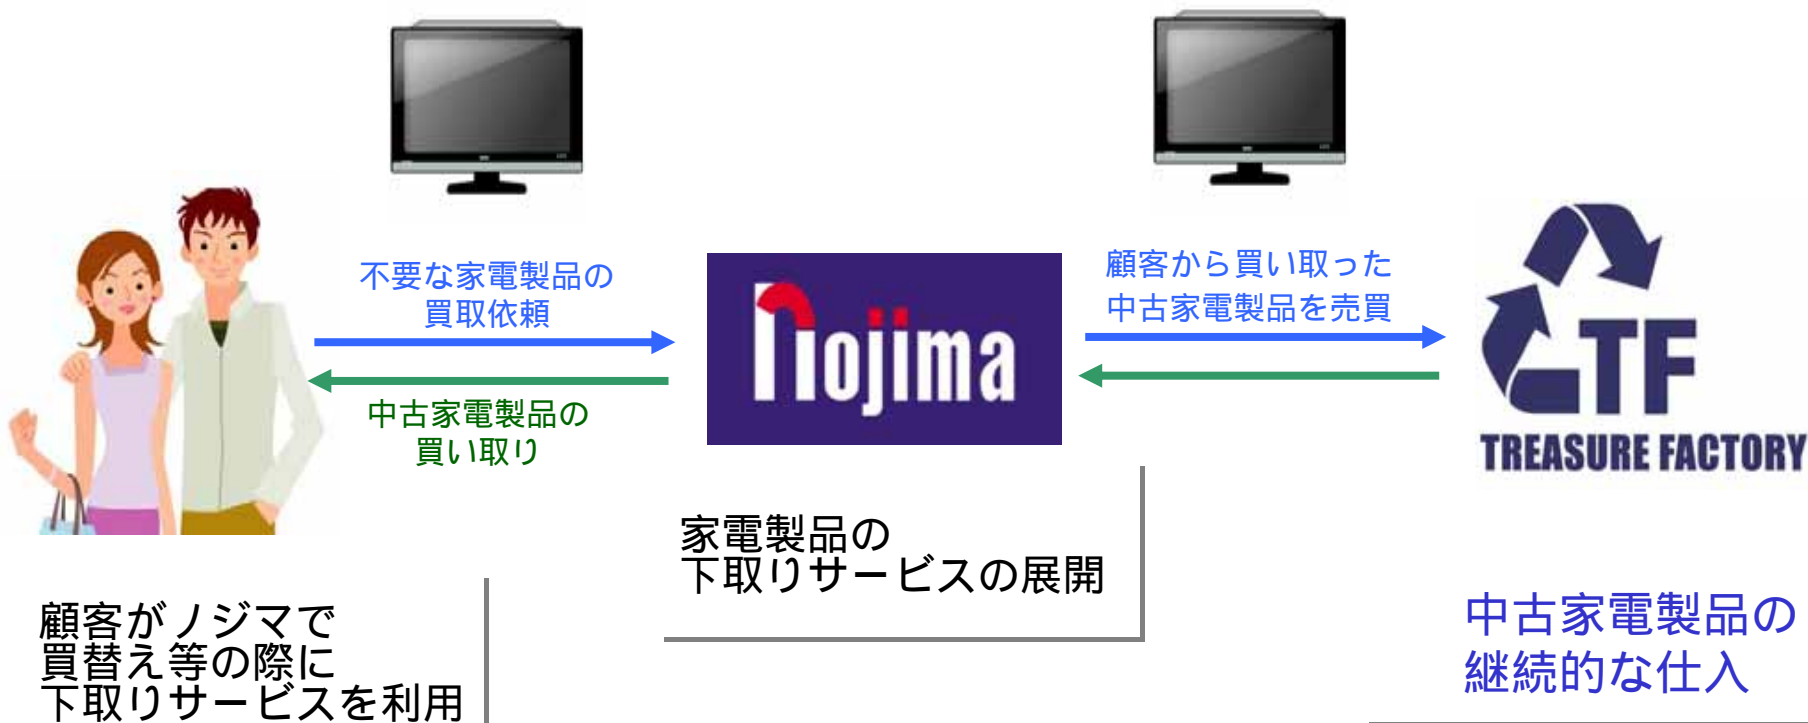 不要な家電製品の
買取依頼
中古家電製品の
買い取り
nojima
顧客から買い取った
中古家電製品を売買
TF
TREASURE FACTORY
家電製品の
下取りサービスの展開
顧客がノジマで
買替え等の際に
下取りサービスを利用
中古家電製品の
継続的な仕入